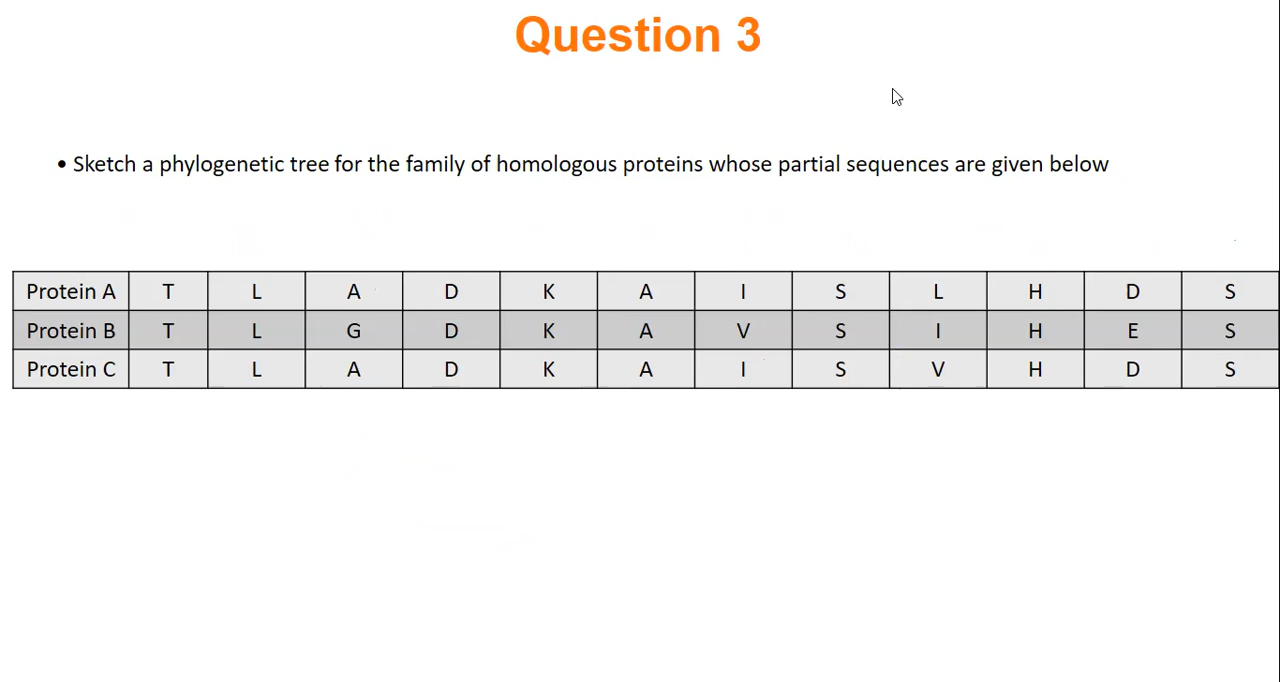 Question 3
• Sketch a phylogenetic tree for the family of homologous proteins whose partial sequences are given below
Protein A T L A D K A I S L H D S
Protein B T L G D K A V S I H E S
Protein C T L A D K A I S V H D S